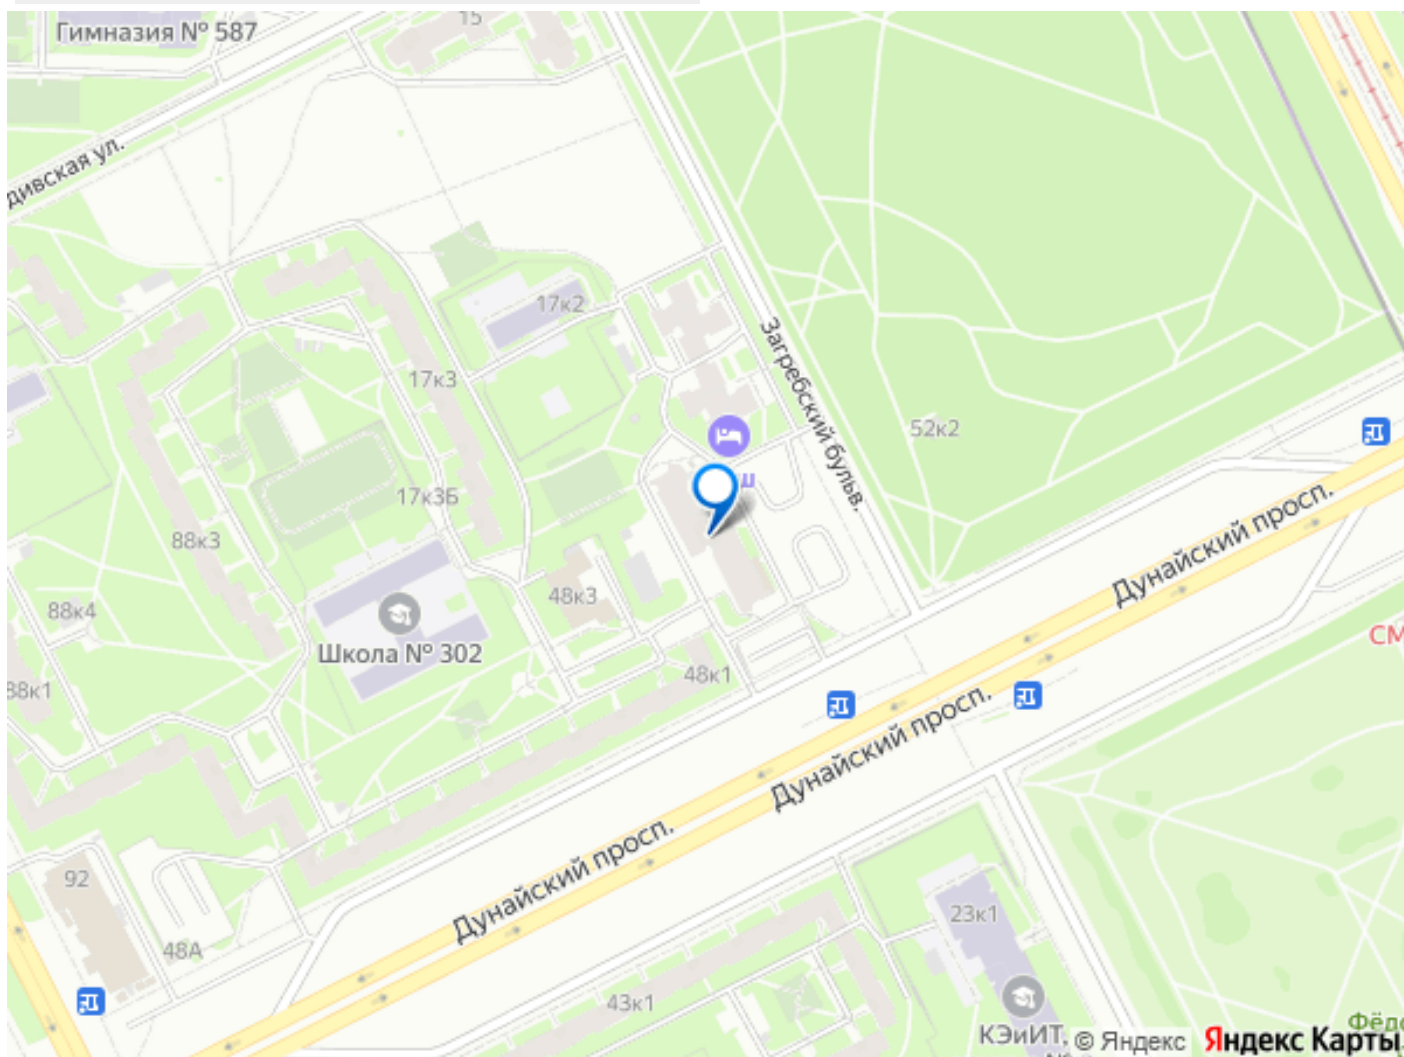 Гимназия № 587
15
дивская ул.
17к2
Загребский бульв.
17к3
52к2
ш
17к3Б
88к3
Дунайский просп.
48к3
88к4
Школа № 302
СМ
48к1
88к1
Дунайский просп.
Дунайский просп.
92
23к1
48А
43к1
КЭиИТ,
Фёдо
© Яндекс
Яндекс Карты